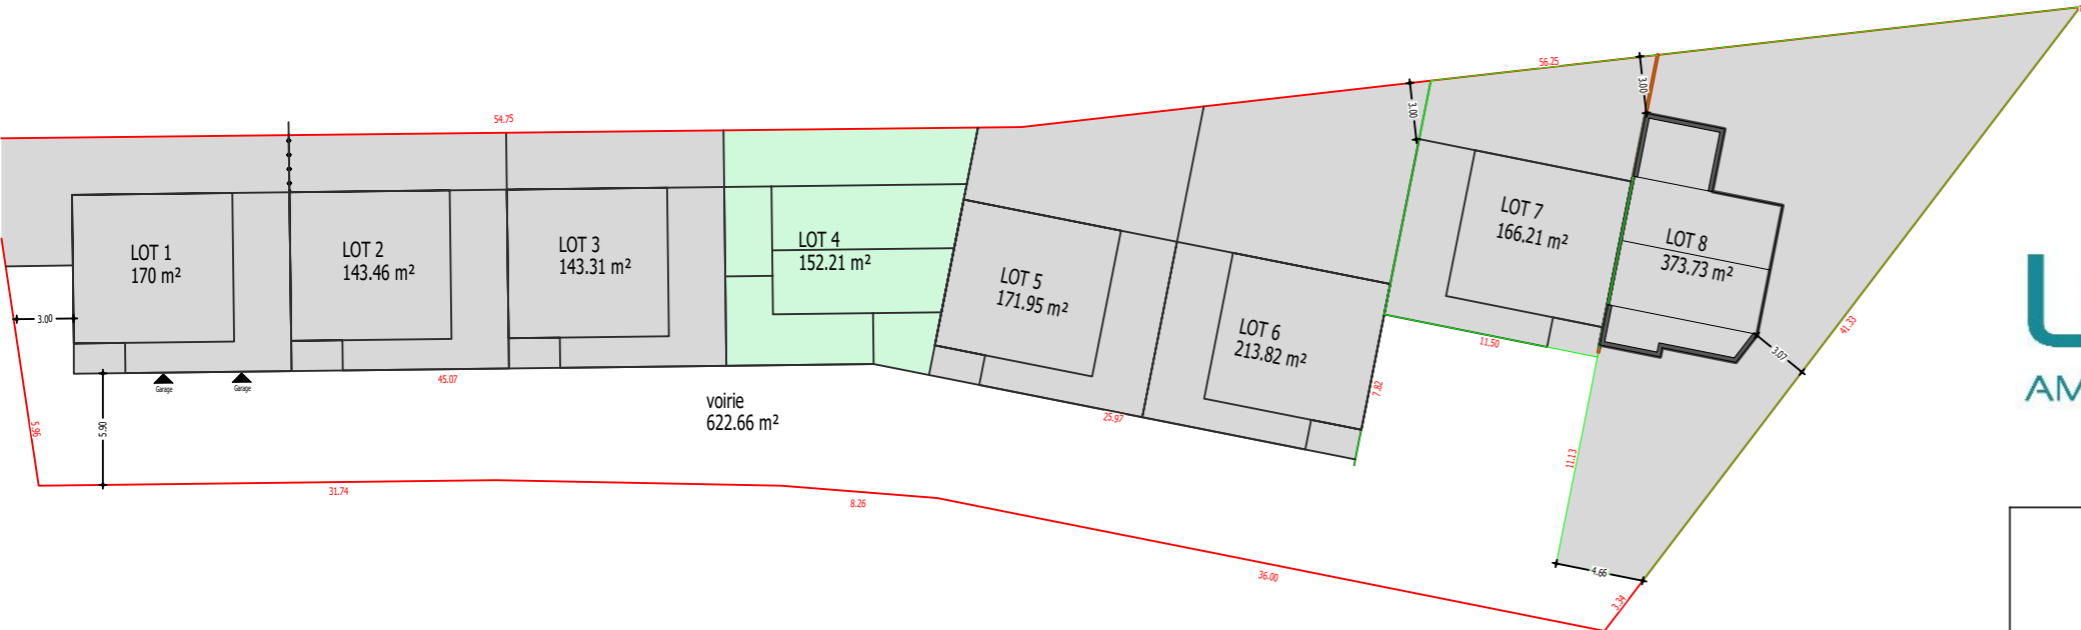 56.25
3.00
3.00
54.75
LOT 1
170 m²
LOT 2
143.46 m²
LOT 3
143.31 m²
LOT 4
152.21 m²
LOT 5
171.95 m²
LOT 6
213.82 m²
LOT 7
166.21 m²
LOT 8
373.73 m²
3.00
41.33
3.07
11.50
7.82
Garage
Garage
45.07
25.97
voirie
622.66 m²
5.96
5.90
11.13
31.74
8.26
36.00
4.66
3.34
AM